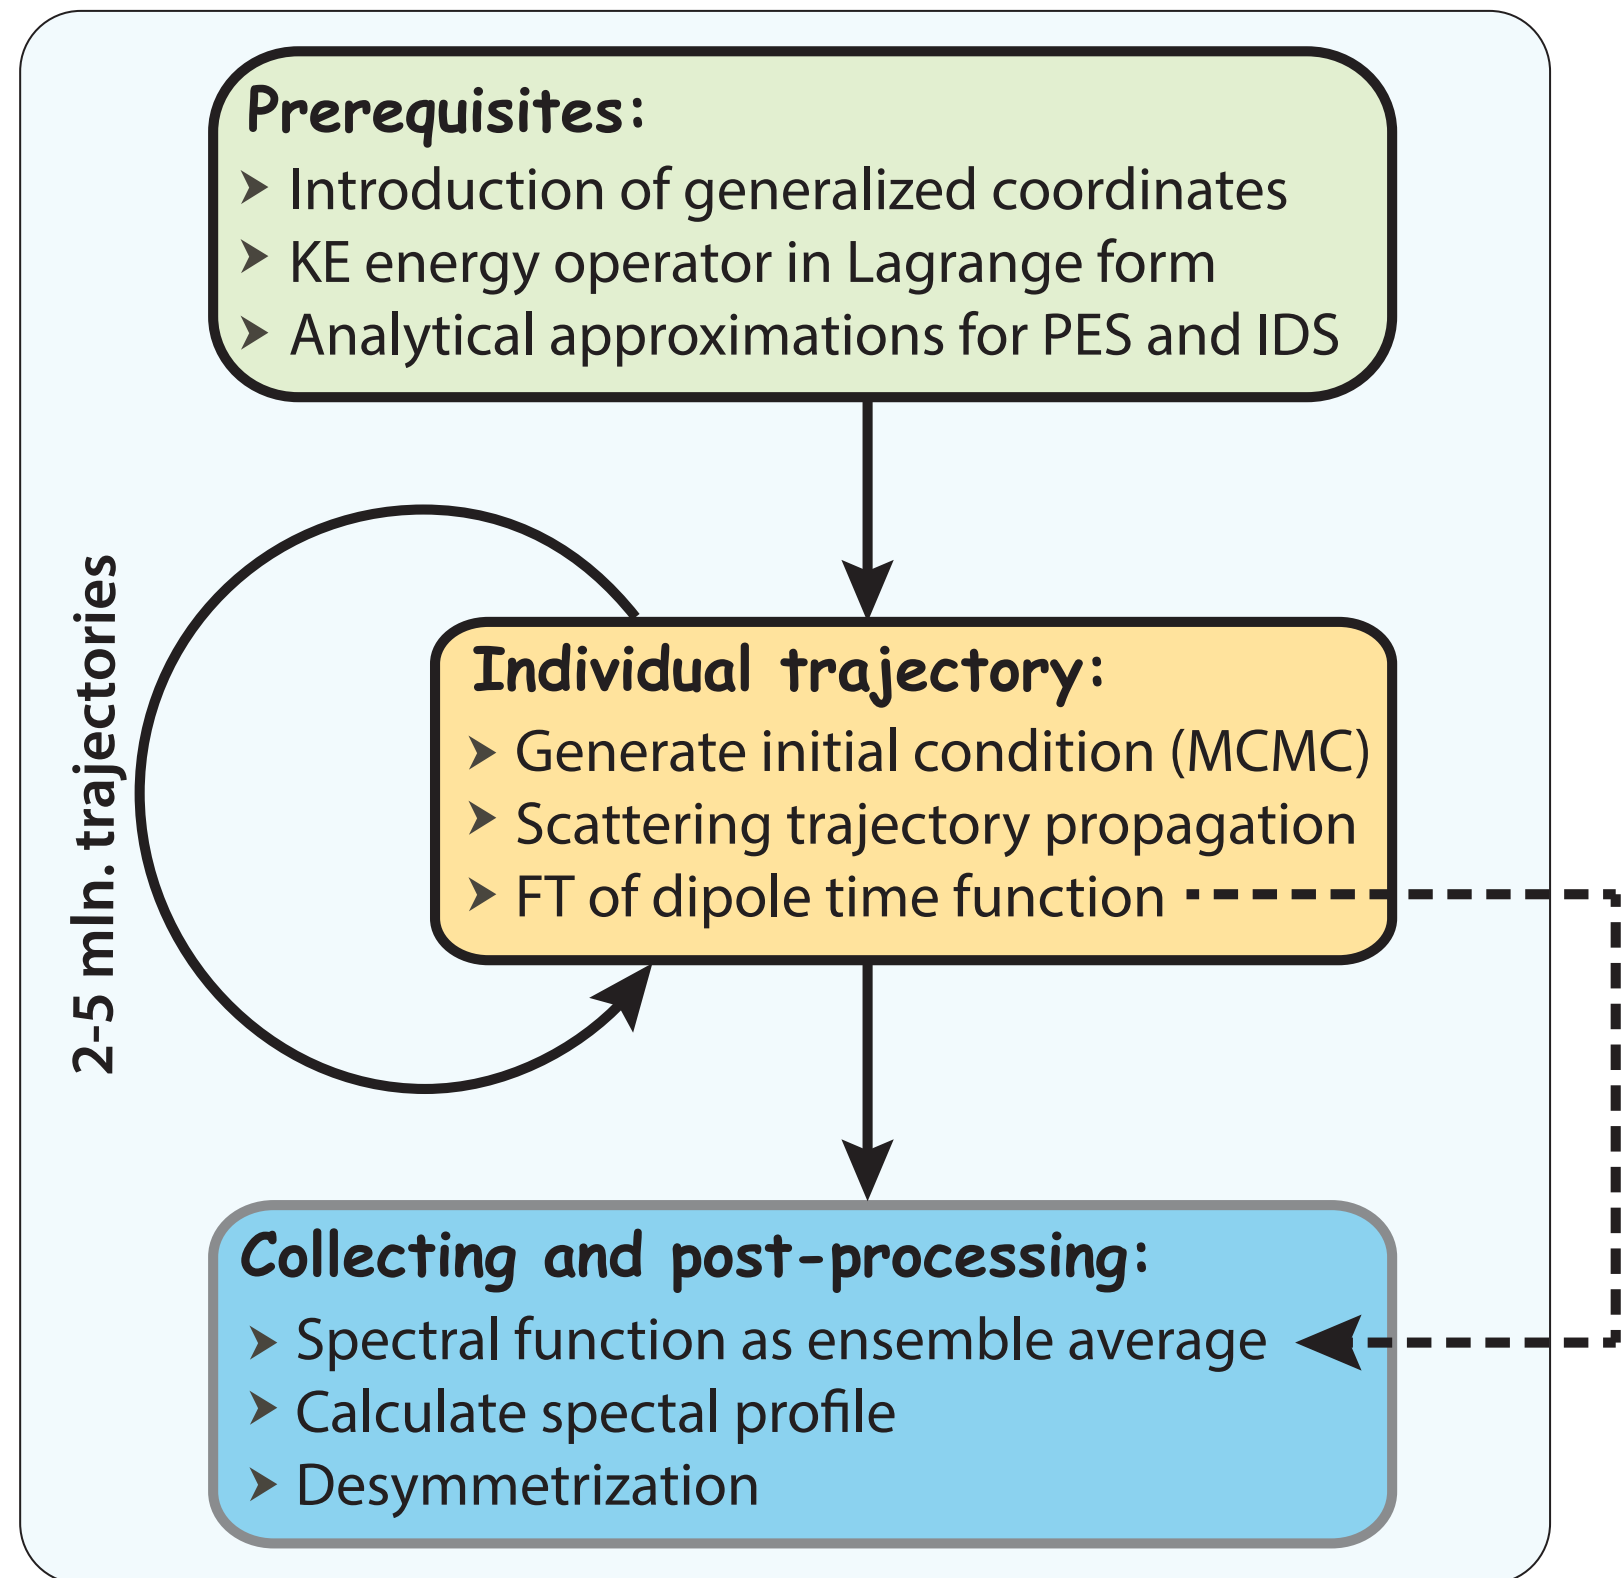 Prerequisites:
Introduction of generalized coordinates
KE energy operator in Lagrange form
Analytical approximations for PES and IDS
2-5 mln. trajectories
Individual trajectory:
Generate initial condition (MCMC)
Scattering trajectory propagation
FT of dipole time function
Collecting and post-processing:
Spectral function as ensemble average
Calculate spectal profile
Desymmetrization